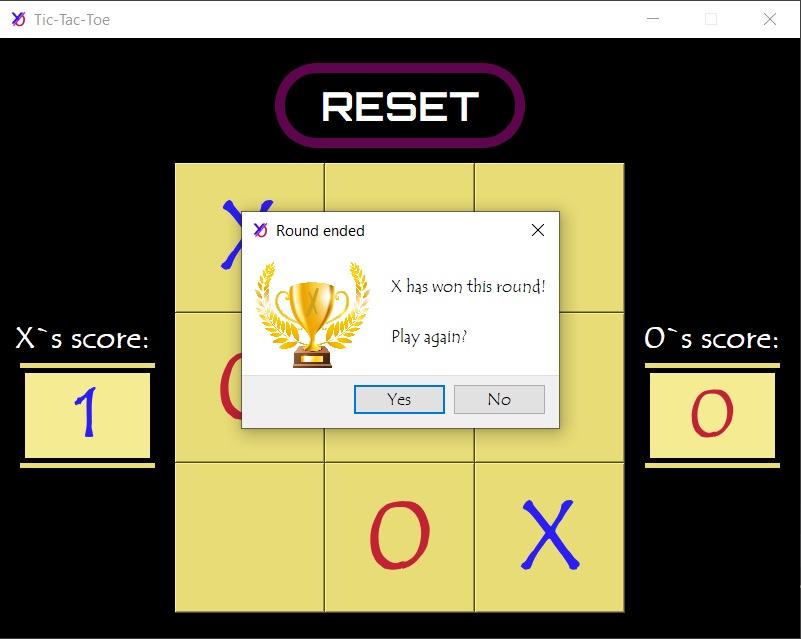 Tic-Tac-Toe
RESET
X
Round ended
X has won this round!
Play again?
Yes No
X`s score:
1
O`s score:
0
O
O X